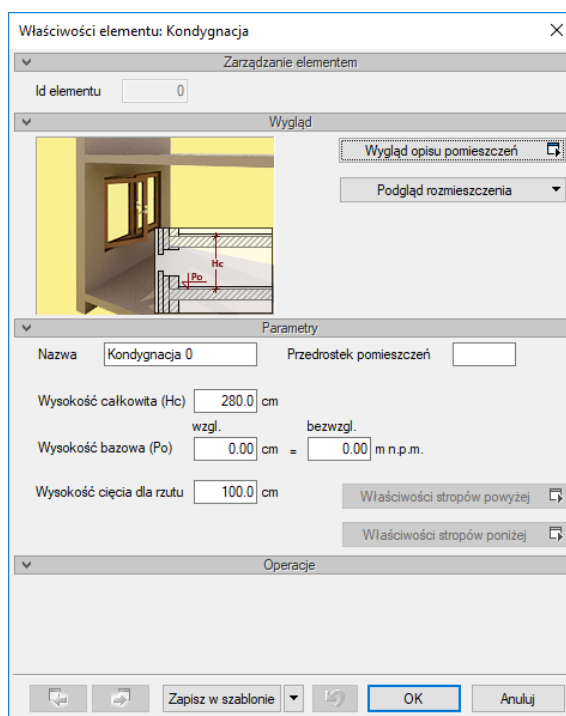 Właściwości elementu: Kondygnacja
Zarządzanie elementem
Id elementu 0
Wygląd
Wygląd opisu pomieszczeń
Podgląd rozmieszczenia
Hc
Po
Parametry
Nazwa Kondygnacja 0 Przedrostek pomieszczeń
Wysokość całkowita (Hc) 280.0 cm
wzgl. bezwzgl.
Wysokość bazowa (Po) 0.00 cm = 0.00 m n.p.m.
Wysokość cięcia dla rzutu 100.0 cm
Właściwości stropów powyżej
Właściwości stropów poniżej
Operacje
Zapisz w szablonie OK Anuluj